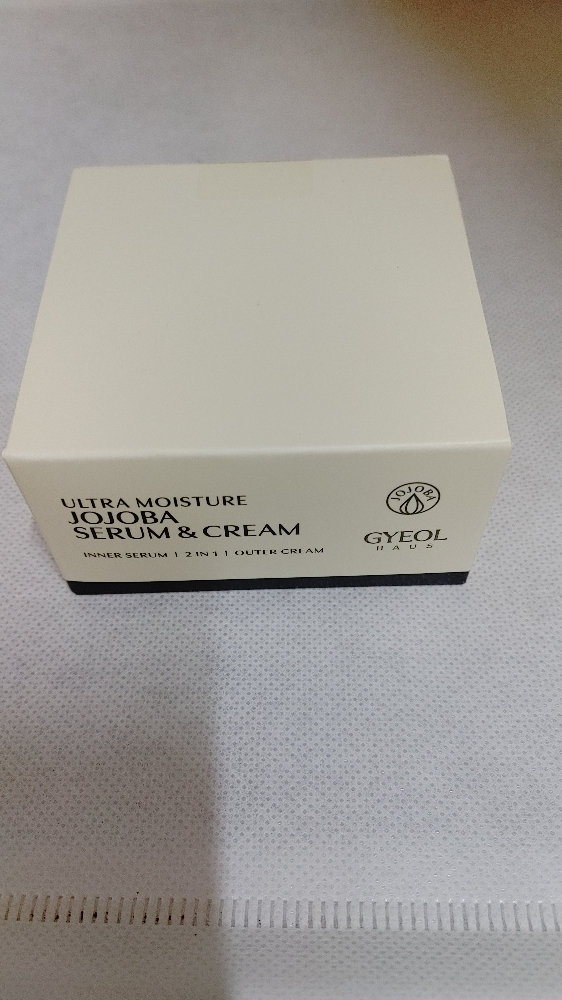 ULTRA MOISTURE
JOJOBA
SERUM & CREAM
INNER SERUM | 2 IN 1 | OUTER CREAM
JOJOBA
GYEOL
HAUS